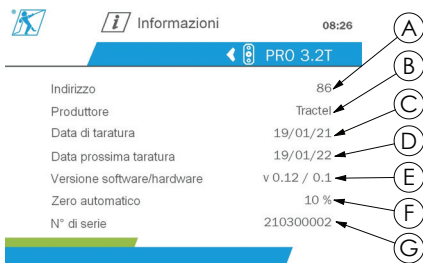 i Informazioni 08:26
PRO 3.2T
Indirizzo 86
Produttore Tractel
Data di taratura 19/01/21
Data prossima taratura 19/01/22
Versione software/hardware v 0.12 / 0.1
Zero automatico 10 %
N° di serie 210300002
A
B
C
D
E
F
G